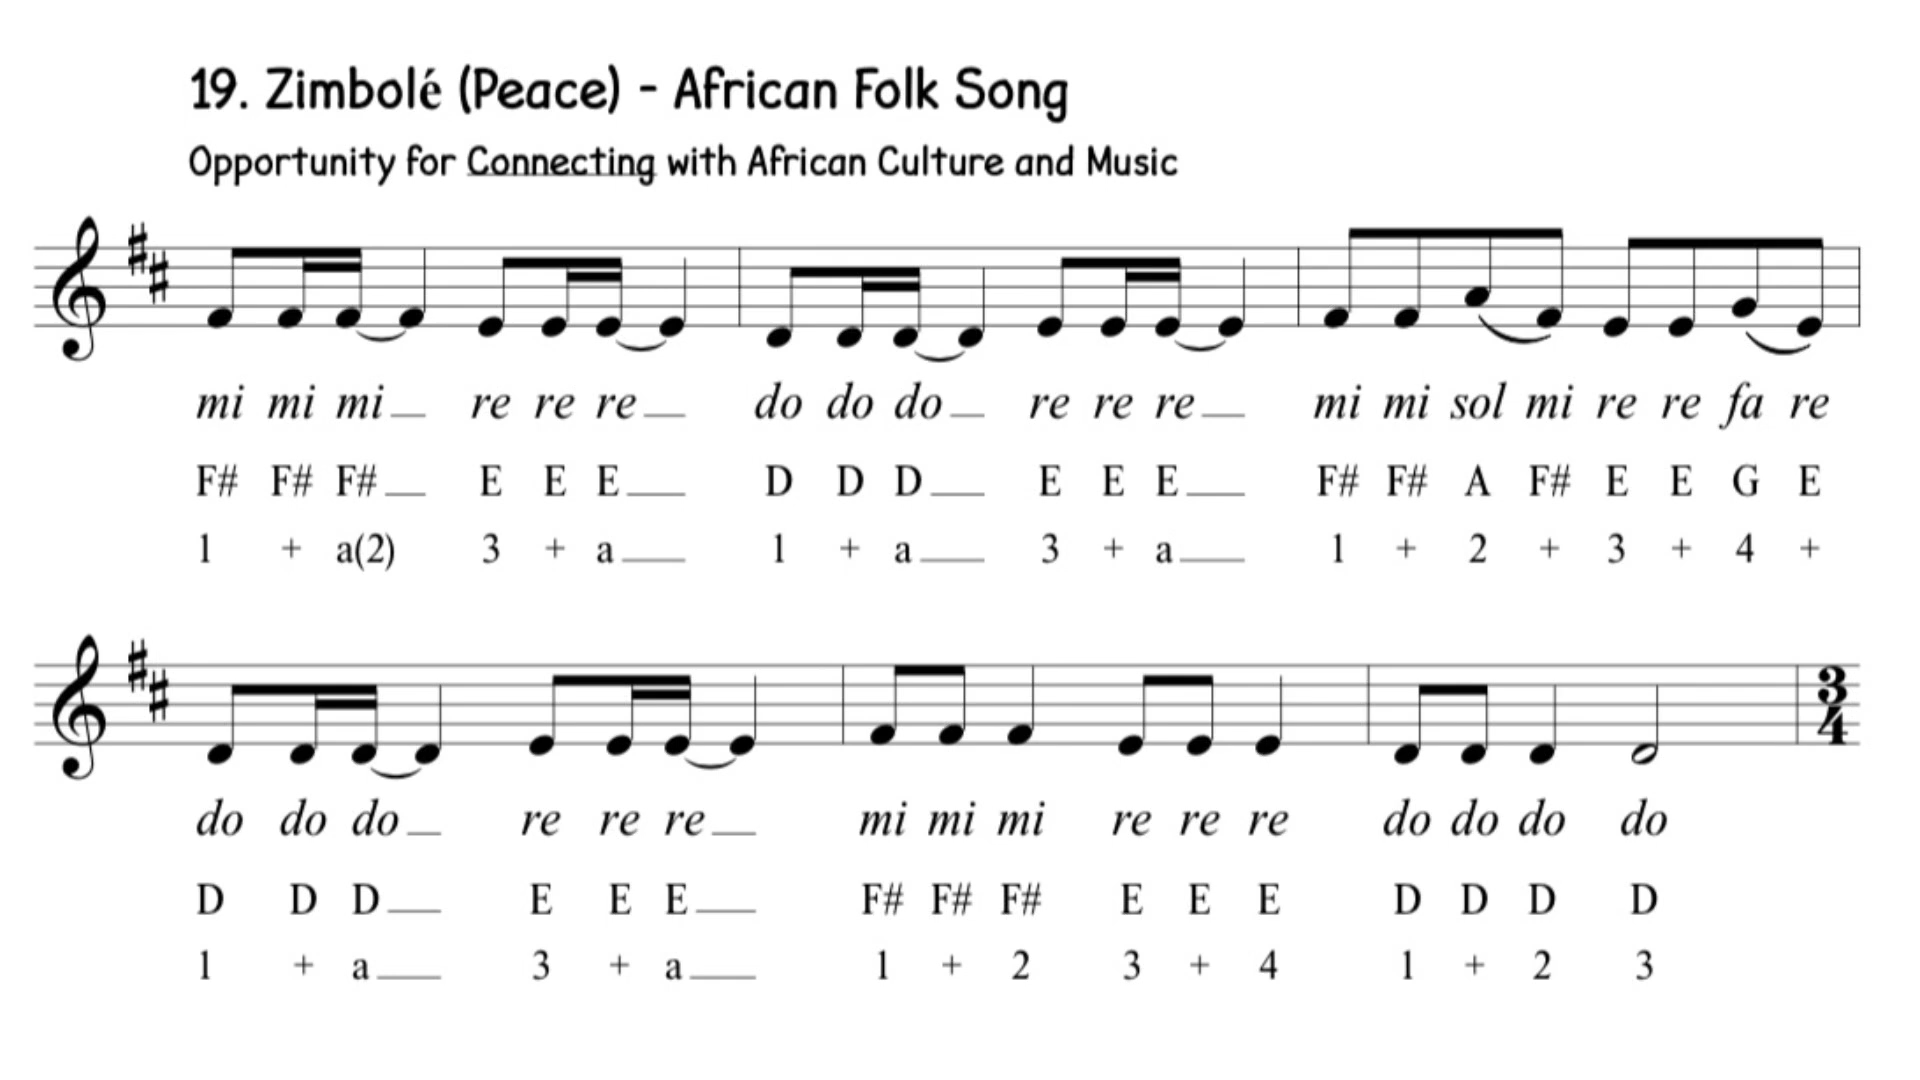 19. Zimbolé (Peace) - African Folk Song
Opportunity for Connecting with African Culture and Music
mi mi mi re re re do do do re re re mi mi sol mi re re fa re
F# F# F# E E E D D D E E E F# F# A F# E E G E
1 + a(2) 3 + a 1 + a 3 + a 1 + 2 + 3 + 4 +
3
4
do do do re re re mi mi mi re re re do do do do
D D D E E E F# F# F# E E E D D D D
1 + a 3 + a 1 + 2 3 + 4 1 + 2 3